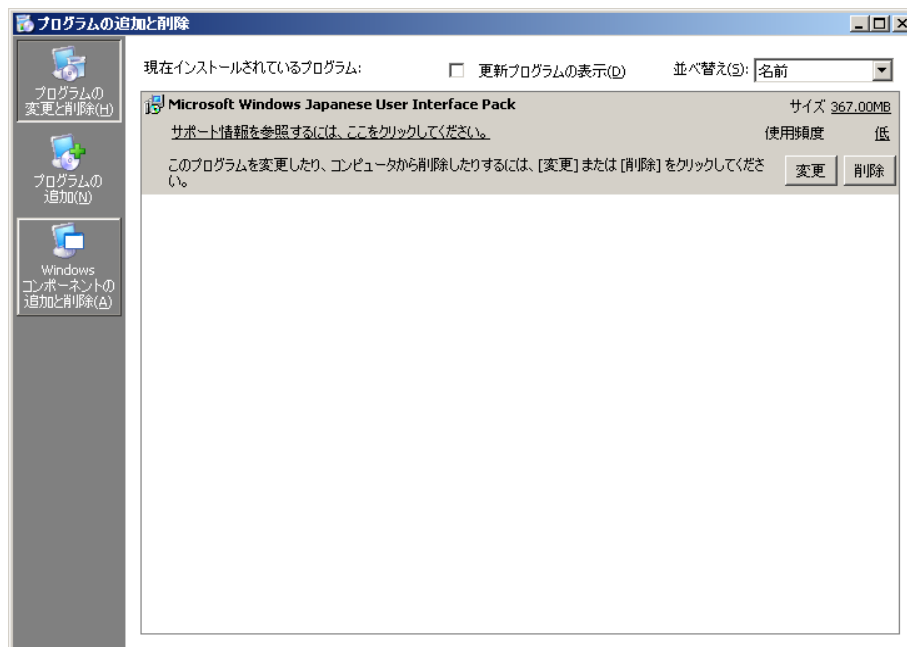 プログラムの追加と削除
プログラムの
変更と削除(H)
プログラムの
追加(N)
Windows
コンポーネントの
追加と削除(A)
現在インストールされているプログラム:
更新プログラムの表示(D)
並べ替え(S):
名前
Microsoft Windows Japanese User Interface Pack
サイズ 367.00MB
サポート情報を参照するには、ここをクリックしてください。
使用頻度 低
このプログラムを変更したり、コンピュータから削除したりするには、[変更] または [削除] をクリックしてくださ
い。
変更
削除